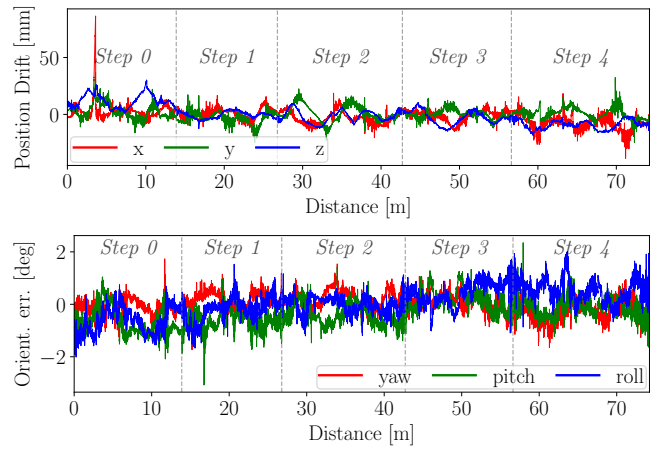 Position Drift [mm]
50
0
Step 0 Step 1 Step 2 Step 3 Step 4
x y z
0 10 20 30 40 50 60 70
Distance [m]
Orient. err. [deg]
2
0
−2
Step 0 Step 1 Step 2 Step 3 Step 4
yaw pitch roll
0 10 20 30 40 50 60 70
Distance [m]